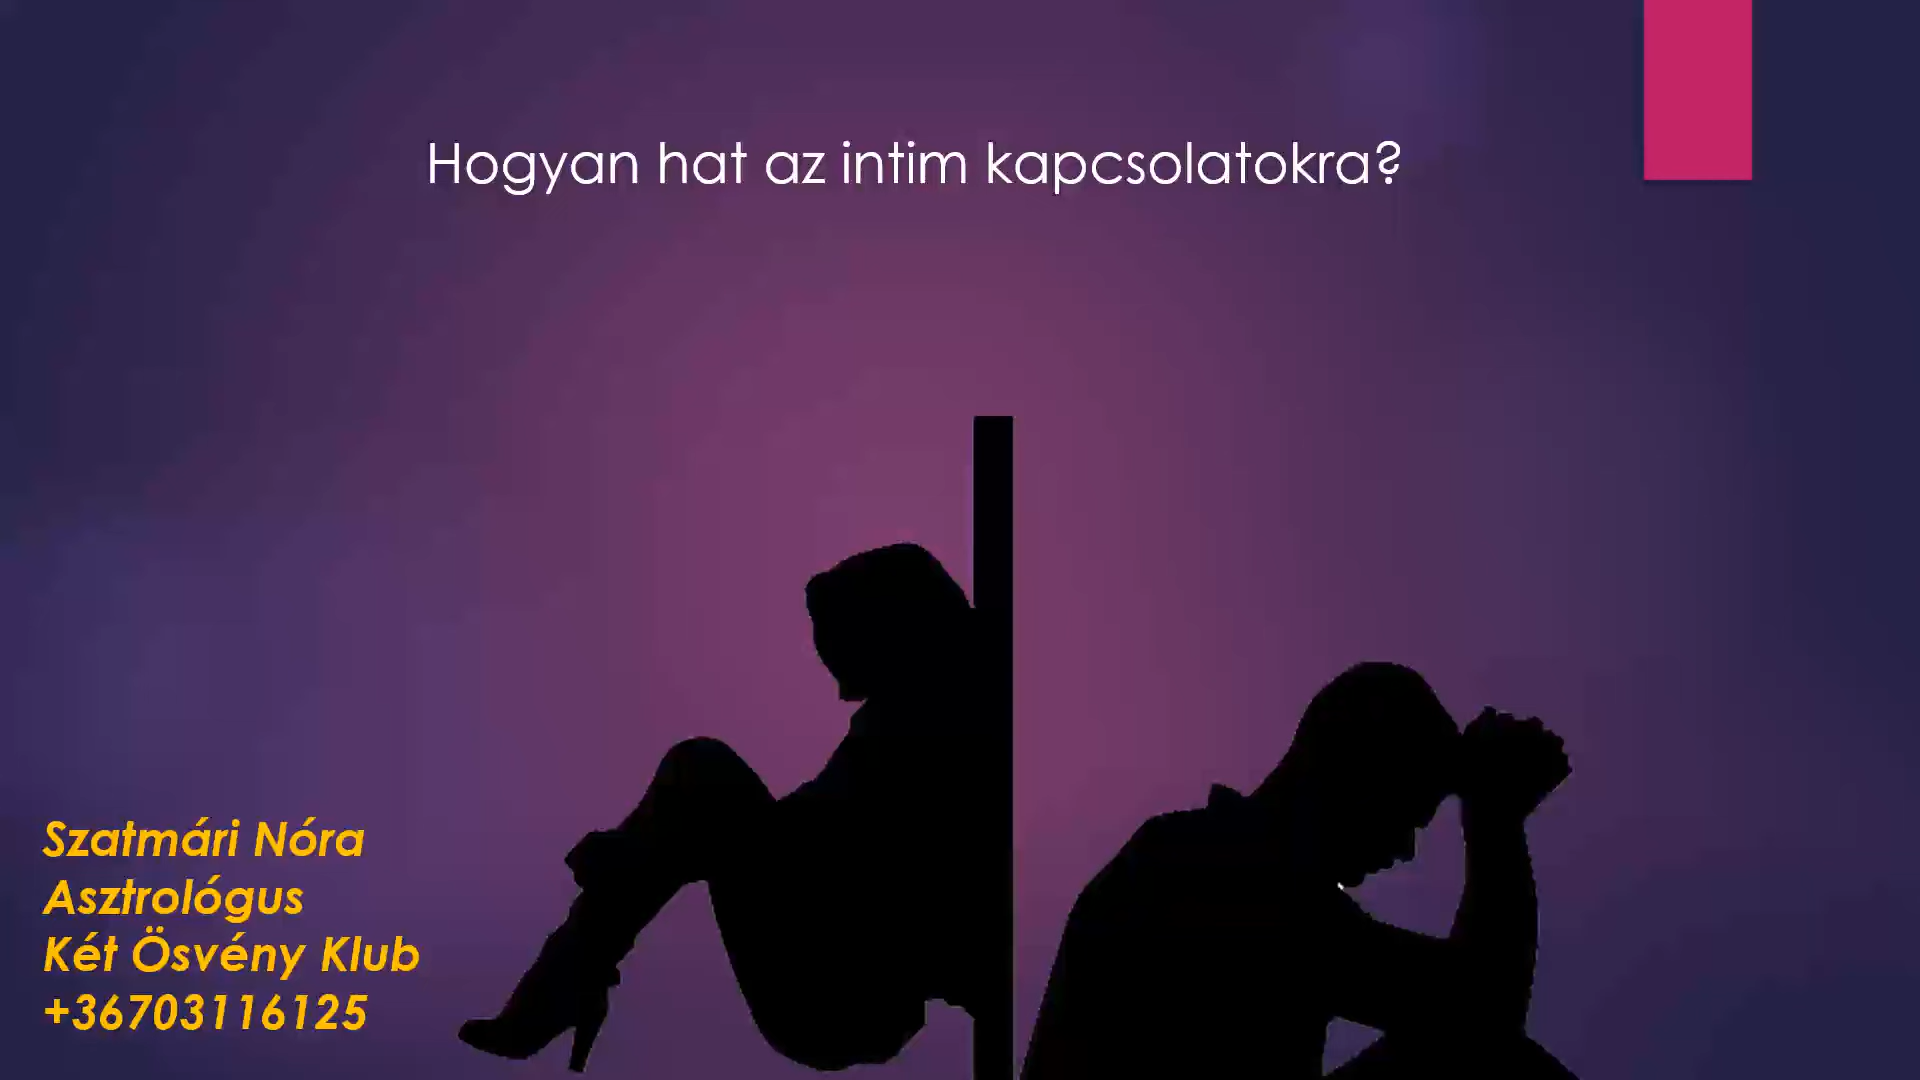 Hogyan hat az intim kapcsolatokra?
Szatmári Nóra
Asztrológus
Két Ösvény Klub
+36703116125